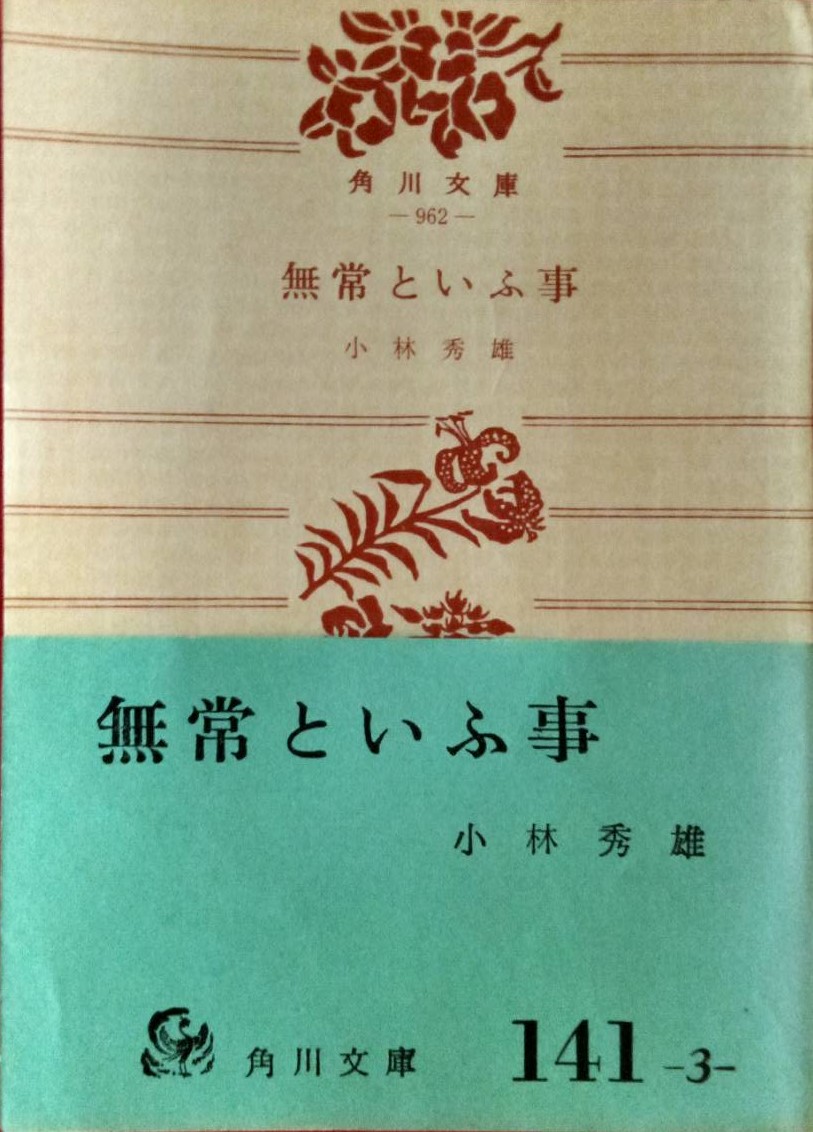 角川文庫
—962—
無常といふ事
小林秀雄
無常といふ事
小林秀雄
角川文庫 141 -3-